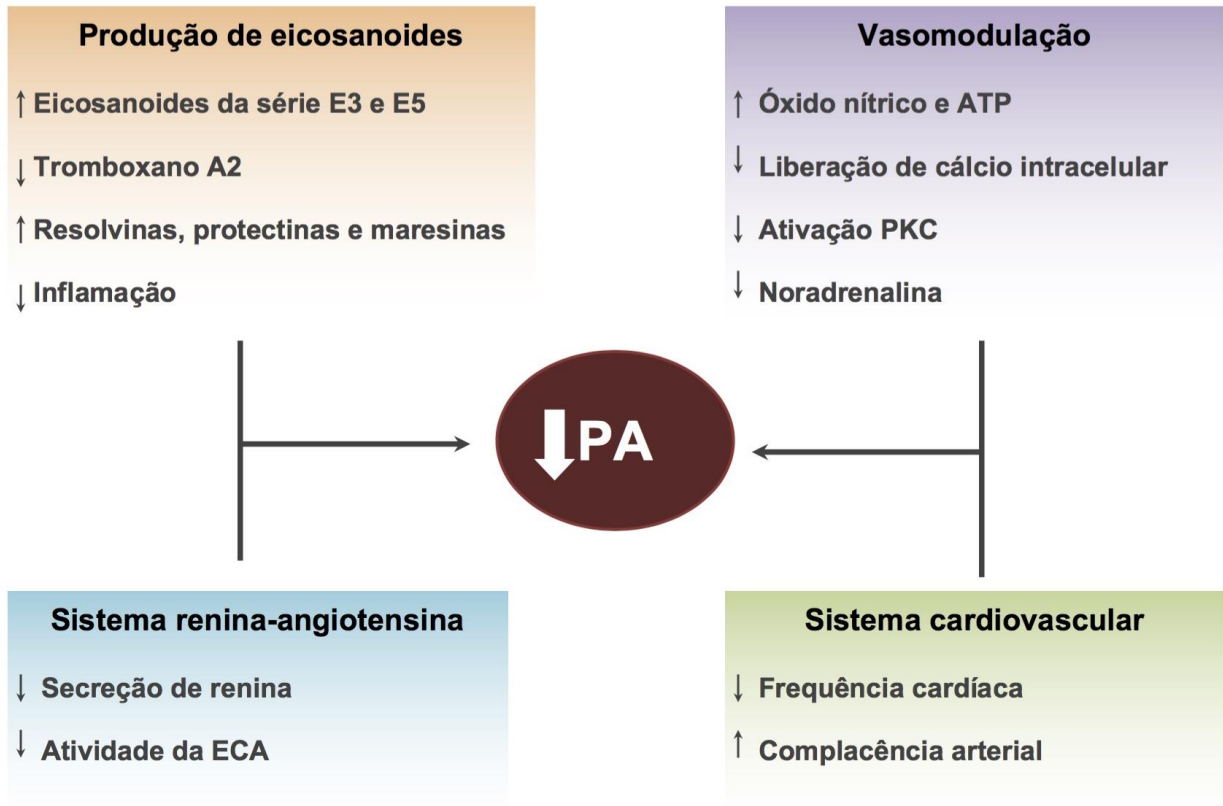 Produção de eicosanoides
↑ Eicosanoides da série E3 e E5
↓ Tromboxano A2
↑ Resolvinas, protectinas e maresinas
↓ Inflamação
Vasomodulação
↑ Óxido nítrico e ATP
↓ Liberação de cálcio intracelular
↓ Ativação PKC
↓ Noradrenalina
↓PA
Sistema renina-angiotensina
↓ Secreção de renina
↓ Atividade da ECA
Sistema cardiovascular
↓ Frequência cardíaca
↑ Complacência arterial